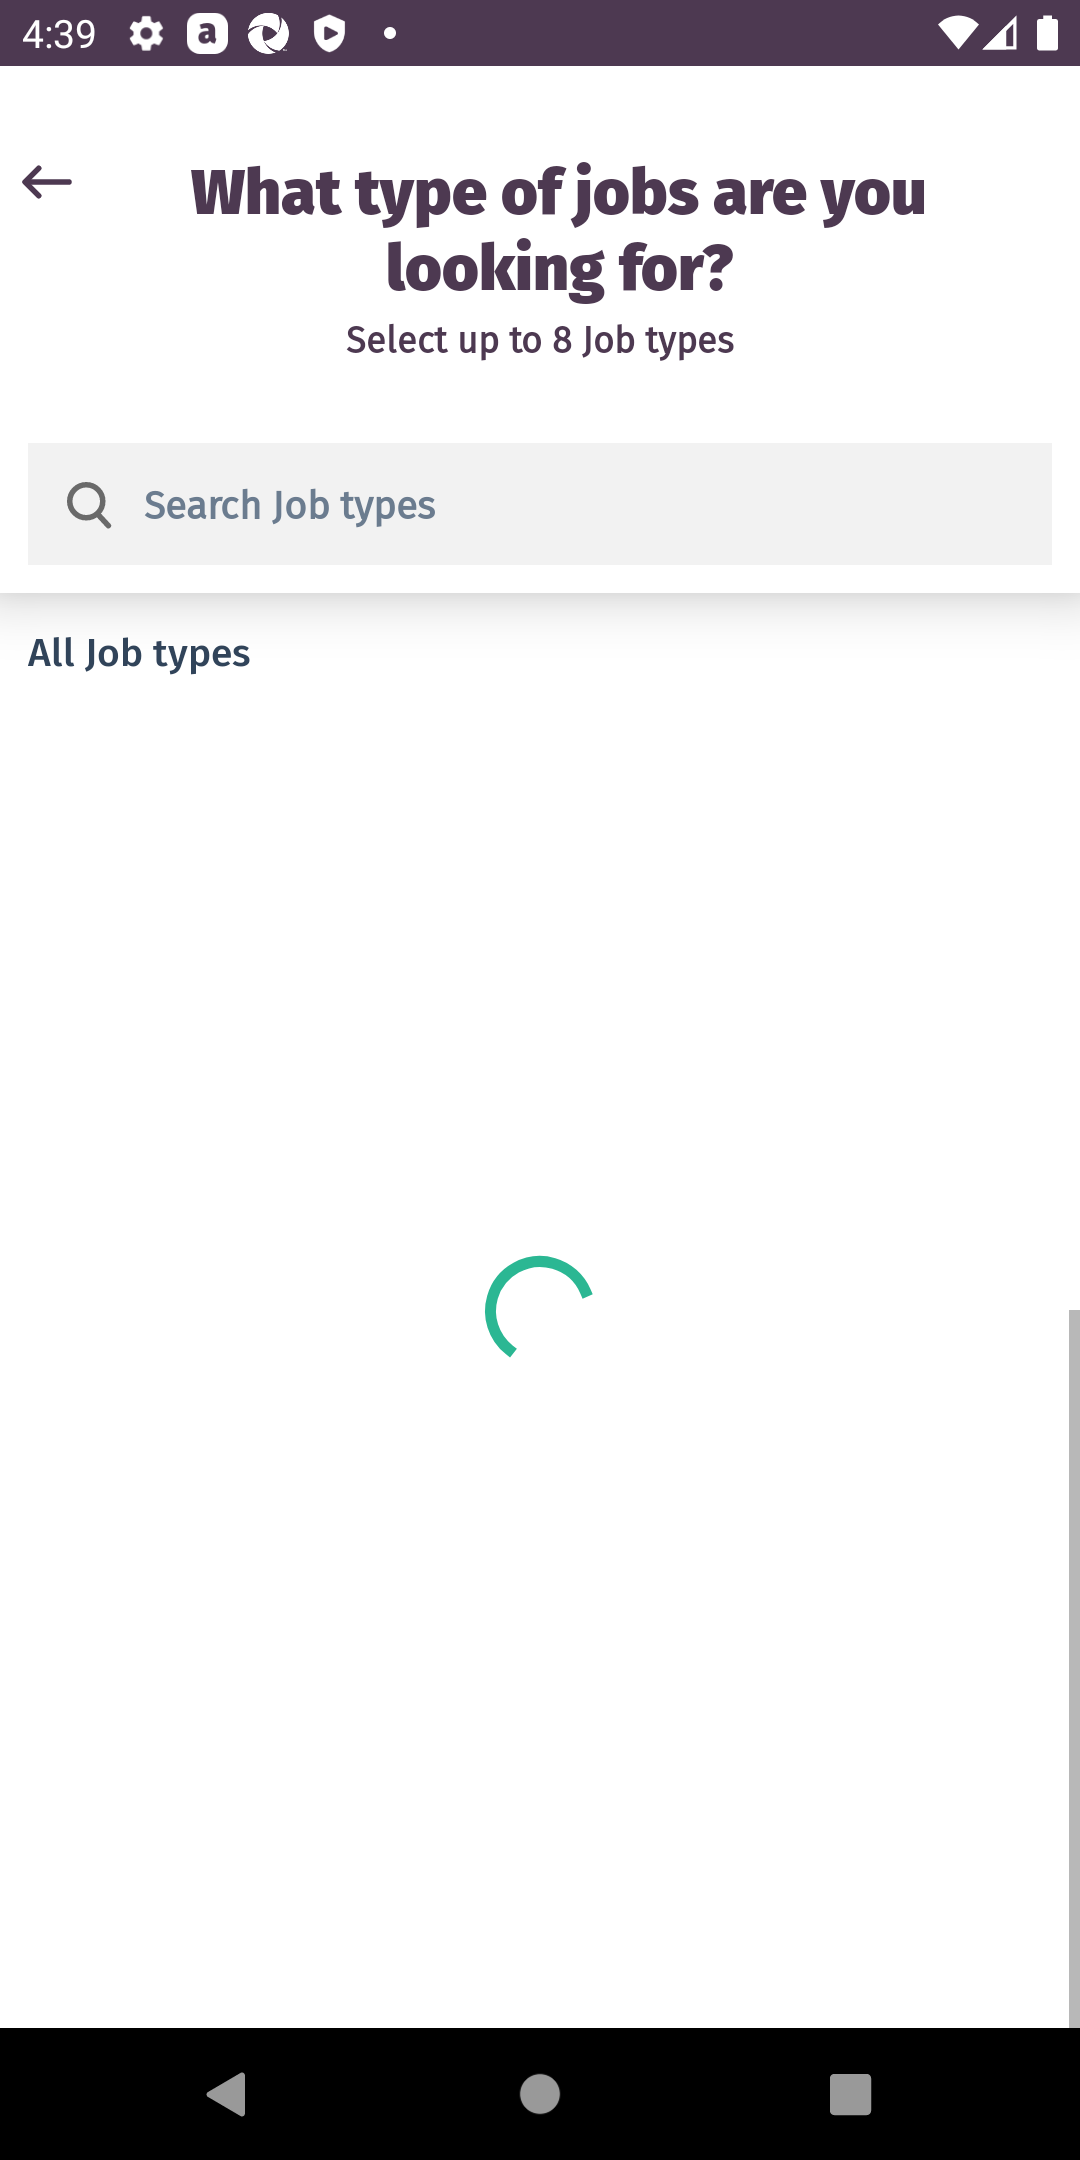 4:39
What type of jobs are you
looking for?
Select up to 8 Job types
Search Job types
All Job types